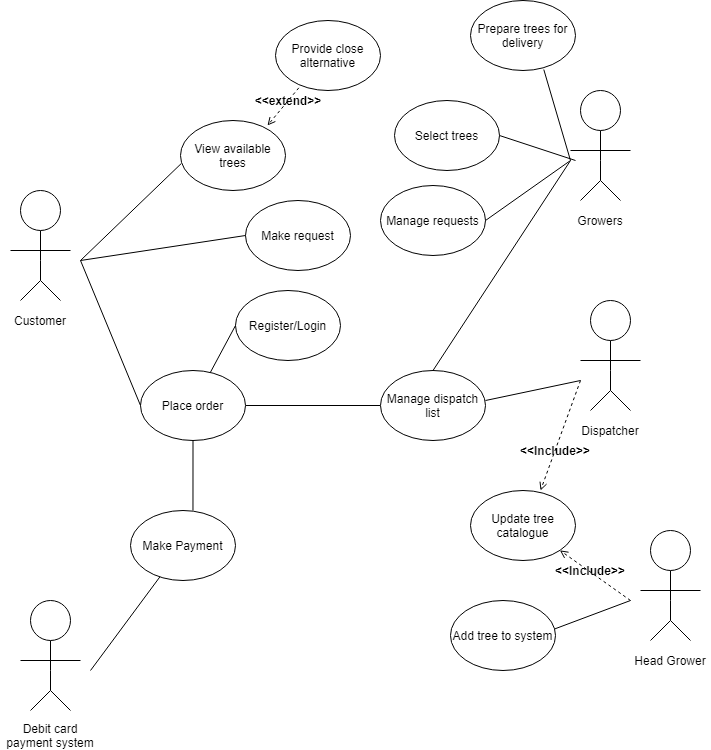 Prepare trees for
delivery
Provide close
alternative
<<extend>>
Select trees
View available
trees
Manage requests
Growers
Make request
Customer
Register/Login
Place order
Manage dispatch
list
Dispatcher
<<Include>>
Update tree
catalogue
Make Payment
<<Include>>
Add tree to system
Head Grower
Debit card
payment system